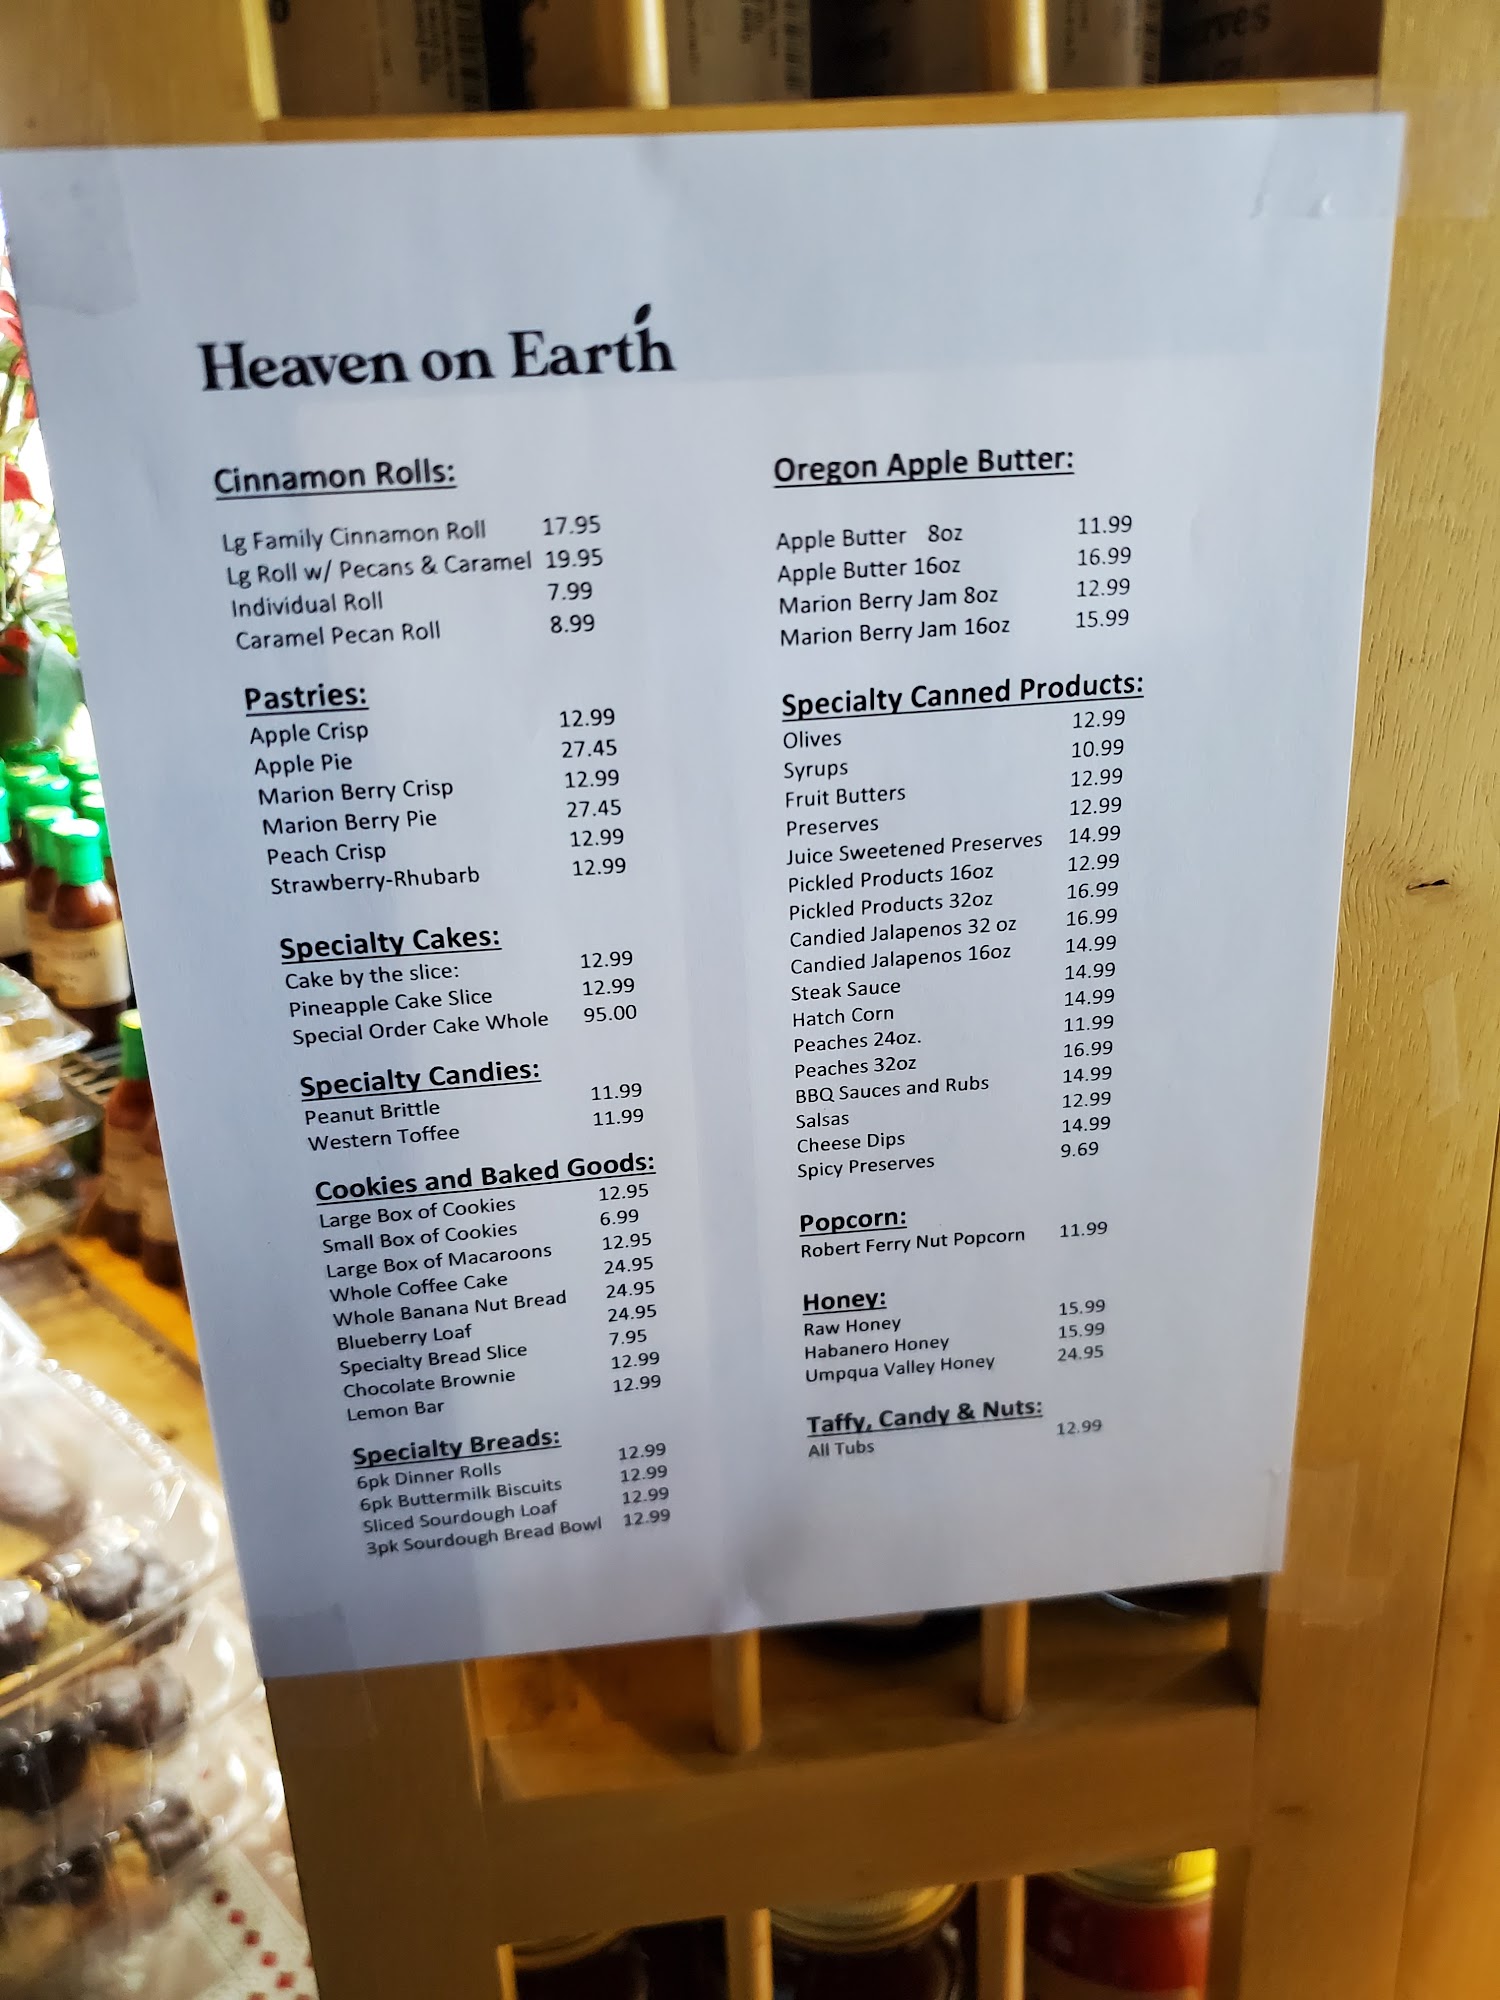 Heaven on Earth
Cinnamon Rolls:
Lg Family Cinnamon Roll 17.95
Lg Roll w/ Pecans & Caramel 19.95
Individual Roll 7.99
Caramel Pecan Roll 8.99
Pastries:
Apple Crisp 12.99
Apple Pie 27.45
Marion Berry Crisp 12.99
Marion Berry Pie 27.45
Peach Crisp 12.99
Strawberry-Rhubarb 12.99
Specialty Cakes:
Cake by the slice: 12.99
Pineapple Cake Slice 12.99
Special Order Cake Whole 95.00
Specialty Candies:
Peanut Brittle 11.99
Western Toffee 11.99
Cookies and Baked Goods:
Large Box of Cookies 12.95
Small Box of Cookies 6.99
Large Box of Macaroons 12.95
Whole Coffee Cake 24.95
Whole Banana Nut Bread 24.95
Blueberry Loaf 24.95
Specialty Bread Slice 7.95
Chocolate Brownie 12.99
Lemon Bar 12.99
Specialty Breads:
6pk Dinner Rolls 12.99
6pk Buttermilk Biscuits 12.99
Sliced Sourdough Loaf 12.99
3pk Sourdough Bread Bowl 12.99
Oregon Apple Butter:
Apple Butter 8oz 11.99
Apple Butter 16oz 16.99
Marion Berry Jam 8oz 12.99
Marion Berry Jam 16oz 15.99
Specialty Canned Products:
Olives 12.99
Syrups 10.99
Fruit Butters 12.99
Preserves 12.99
Juice Sweetened Preserves 14.99
Pickled Products 16oz 12.99
Pickled Products 32oz 16.99
Candied Jalapenos 32 oz 16.99
Candied Jalapenos 16oz 14.99
Steak Sauce 14.99
Hatch Corn 14.99
Peaches 24oz. 11.99
Peaches 32oz 16.99
BBQ Sauces and Rubs 14.99
Salsas 12.99
Cheese Dips 14.99
Spicy Preserves 9.69
Popcorn:
Robert Ferry Nut Popcorn 11.99
Honey:
Raw Honey 15.99
Habanero Honey 15.99
Umpqua Valley Honey 24.95
Taffy, Candy & Nuts:
All Tubs 12.99